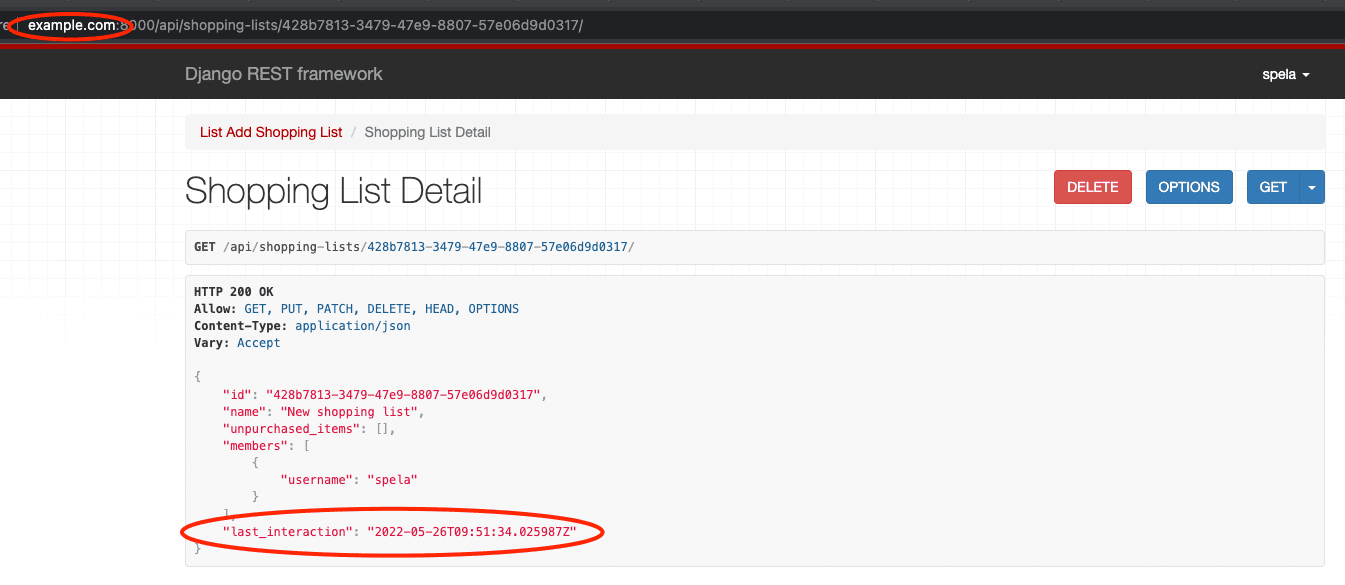 re example.com:8000/api/shopping-lists/428b7813-3479-47e9-8807-57e06d9d0317/
Django REST framework
spela
List Add Shopping List / Shopping List Detail
Shopping List Detail
DELETE OPTIONS GET
GET /api/shopping-lists/428b7813-3479-47e9-8807-57e06d9d0317/
HTTP 200 OK
Allow: GET, PUT, PATCH, DELETE, HEAD, OPTIONS
Content-Type: application/json
Vary: Accept
{
"id": "428b7813-3479-47e9-8807-57e06d9d0317",
"name": "New shopping list",
"unpurchased_items": [],
"members": [
{
"username": "spela"
}
],
"last_interaction": "2022-05-26T09:51:34.025987Z"
}